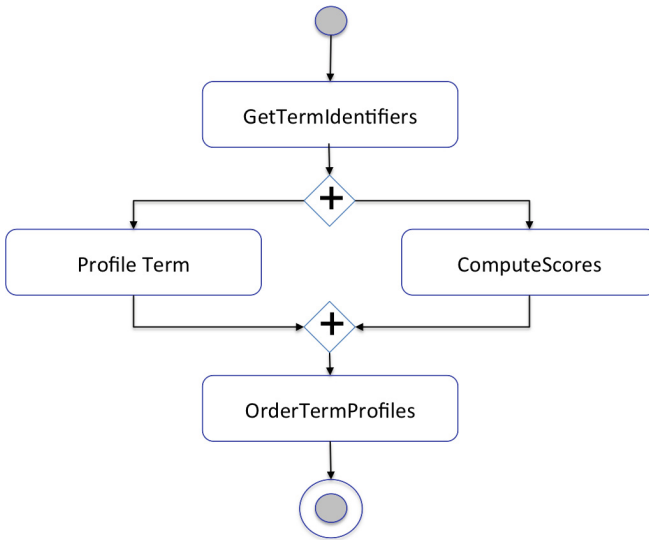 GetTermIdentifiers
+
Profile Term
ComputeScores
+
OrderTermProfiles